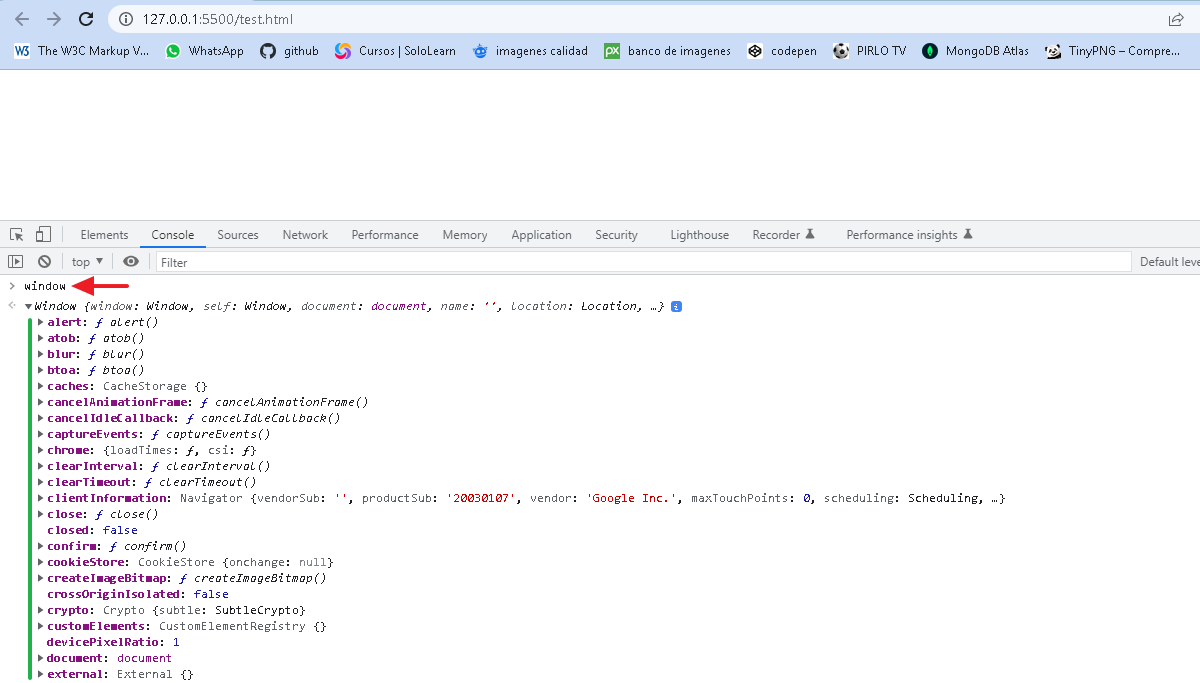 127.0.0.1:5500/test.html
The W3C Markup V... WhatsApp github Cursos | SoloLearn imagenes calidad banco de imagenes codepen PIRLO TV MongoDB Atlas TinyPNG – Compre...
Elements Console Sources Network Performance Memory Application Security Lighthouse Recorder Performance insights
top ▼ Filter Default leve
> window
▼Window {window: Window, self: Window, document: document, name: '', location: Location, …}
▶alert: ƒ alert()
▶atob: ƒ atob()
▶blur: ƒ blur()
▶btoa: ƒ btoa()
▶caches: CacheStorage {}
▶cancelAnimationFrame: ƒ cancelAnimationFrame()
▶cancelIdleCallback: ƒ cancelIdleCallback()
▶captureEvents: ƒ captureEvents()
▶chrome: {loadTimes: ƒ, csi: ƒ}
▶clearInterval: ƒ clearInterval()
▶clearTimeout: ƒ clearTimeout()
▶clientInformation: Navigator {vendorSub: '', productSub: '20030107', vendor: 'Google Inc.', maxTouchPoints: 0, scheduling: Scheduling, …}
▶close: ƒ close()
closed: false
▶confirm: ƒ confirm()
▶cookieStore: CookieStore {onchange: null}
▶createImageBitmap: ƒ createImageBitmap()
crossOriginIsolated: false
▶crypto: Crypto {subtle: SubtleCrypto}
▶customElements: CustomElementRegistry {}
devicePixelRatio: 1
▶document: document
▶external: External {}